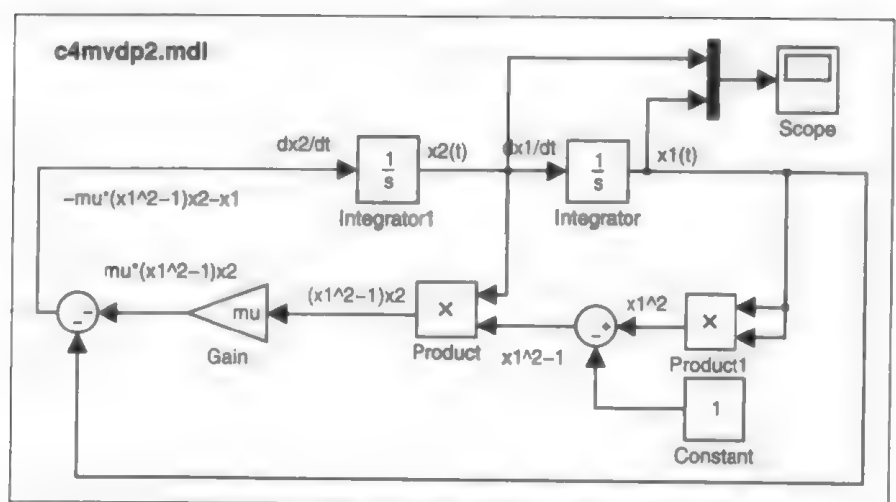 c4mvdp2.mdl
Scope
dx2/dt
1
s
x2(t)
dx1/dt
1
s
x1(t)
Integrator1
Integrator
-mu*(x1^2-1)x2-x1
mu*(x1^2-1)x2
- -
mu
Gain
(x1^2-1)x2
×
Product
x1^2-1
- +
x1^2
×
Product1
1
Constant